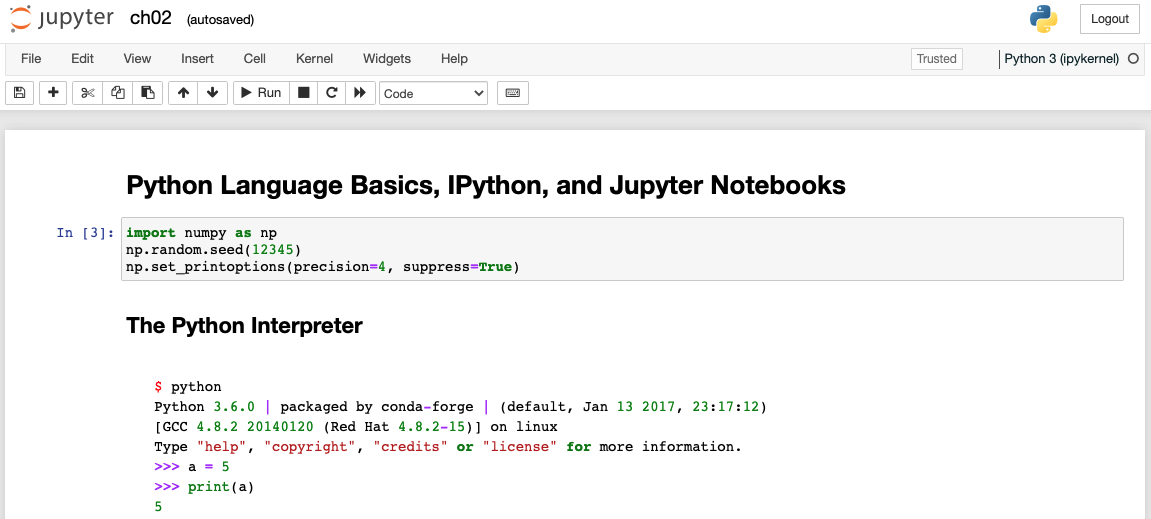 jupyter ch02 (autosaved)
Logout
File Edit View Insert Cell Kernel Widgets Help
Trusted
Python 3 (ipykernel)
Run
Code
Python Language Basics, IPython, and Jupyter Notebooks
In [3]: import numpy as np
np.random.seed(12345)
np.set_printoptions(precision=4, suppress=True)
The Python Interpreter
$ python
Python 3.6.0 | packaged by conda-forge | (default, Jan 13 2017, 23:17:12)
[GCC 4.8.2 20140120 (Red Hat 4.8.2-15)] on linux
Type "help", "copyright", "credits" or "license" for more information.
>>> a = 5
>>> print(a)
5